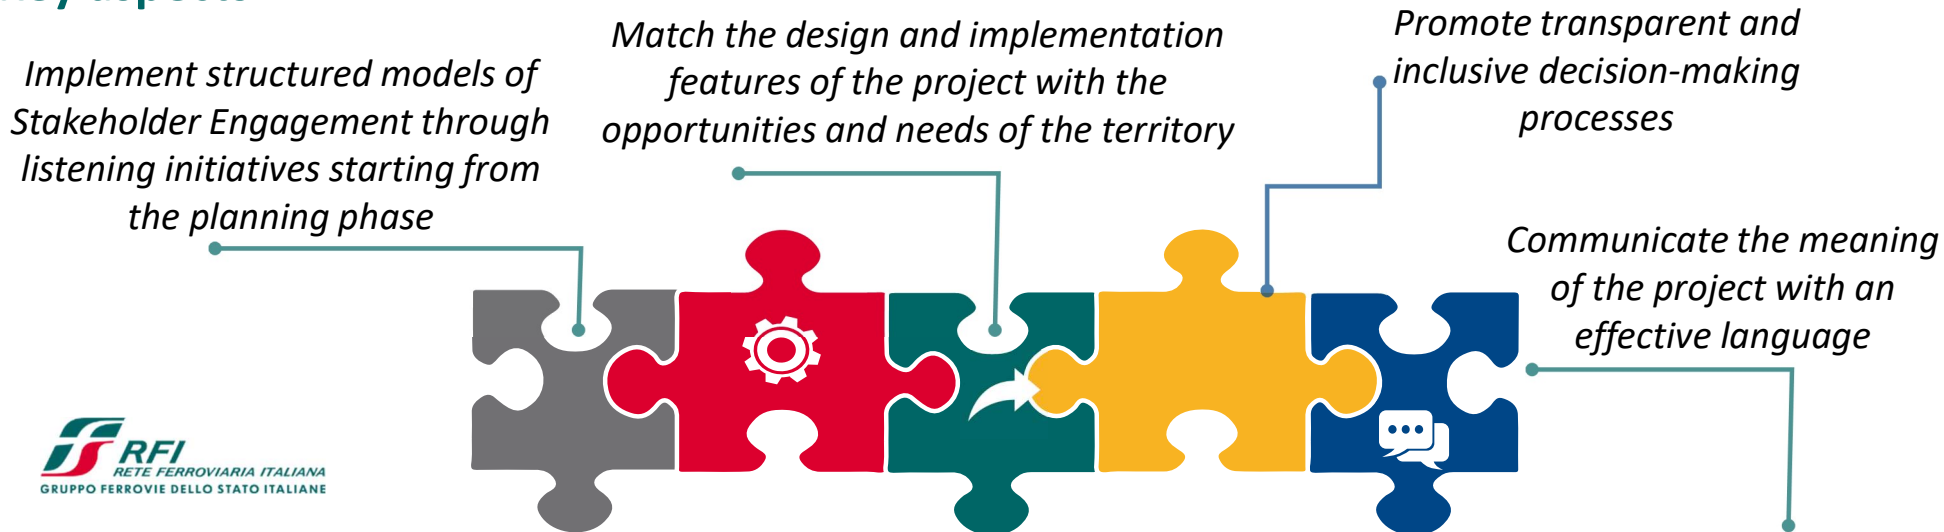 Key aspects
Implement structured models of
Stakeholder Engagement through
listening initiatives starting from
the planning phase
Match the design and implementation
features of the project with the
opportunities and needs of the territory
Promote transparent and
inclusive decision-making
processes
Communicate the meaning
of the project with an
effective language
RFI
RETE FERROVIARIA ITALIANA
GRUPPO FERROVIE DELLO STATO ITALIANE